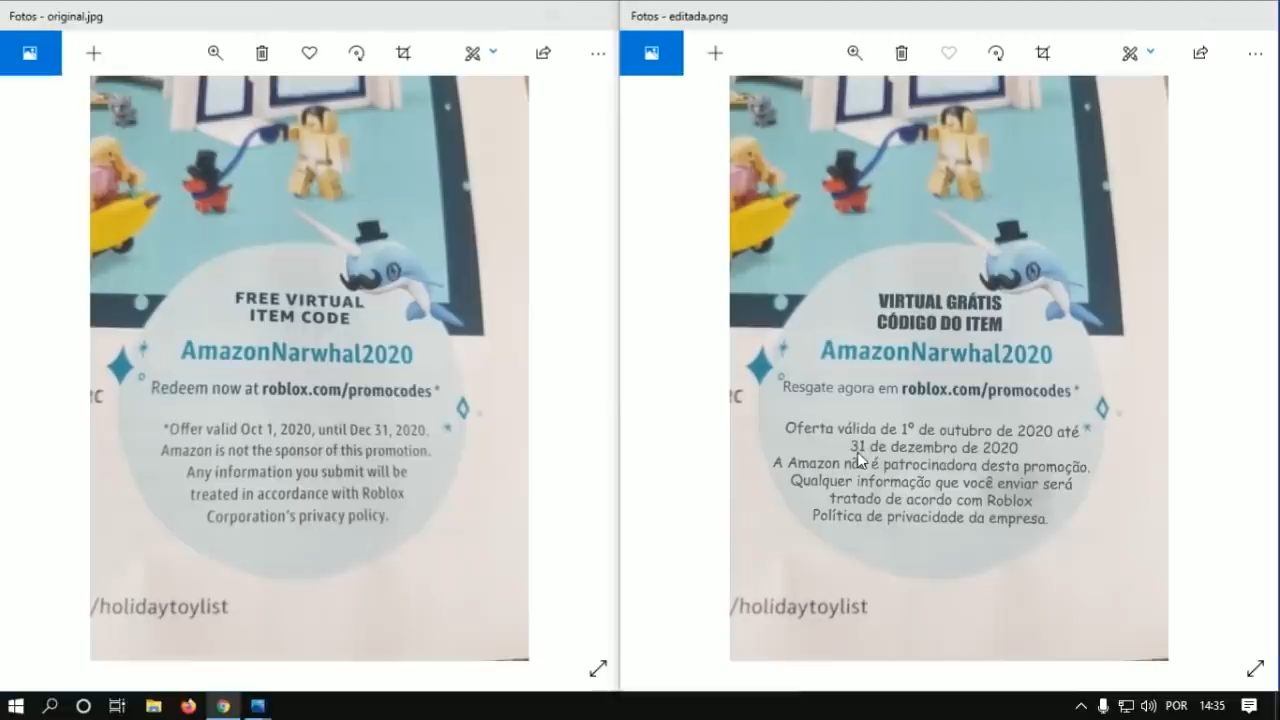 Fotos - original.jpg
FREE VIRTUAL
ITEM CODE
AmazonNarwhal2020
Redeem now at roblox.com/promocodes*
*Offer valid Oct 1, 2020, until Dec 31, 2020.
Amazon is not the sponsor of this promotion.
Any information you submit will be
treated in accordance with Roblox
Corporation's privacy policy.
/holidaytoylist
Fotos - editada.png
VIRTUAL GRÁTIS
CÓDIGO DO ITEM
AmazonNarwhal2020
Resgate agora em roblox.com/promocodes*
Oferta válida de 1º de outubro de 2020 até *
31 de dezembro de 2020
A Amazon não é patrocinadora desta promoção.
Qualquer informação que você enviar será
tratado de acordo com Roblox
Política de privacidade da empresa.
/holidaytoylist
POR
14:35